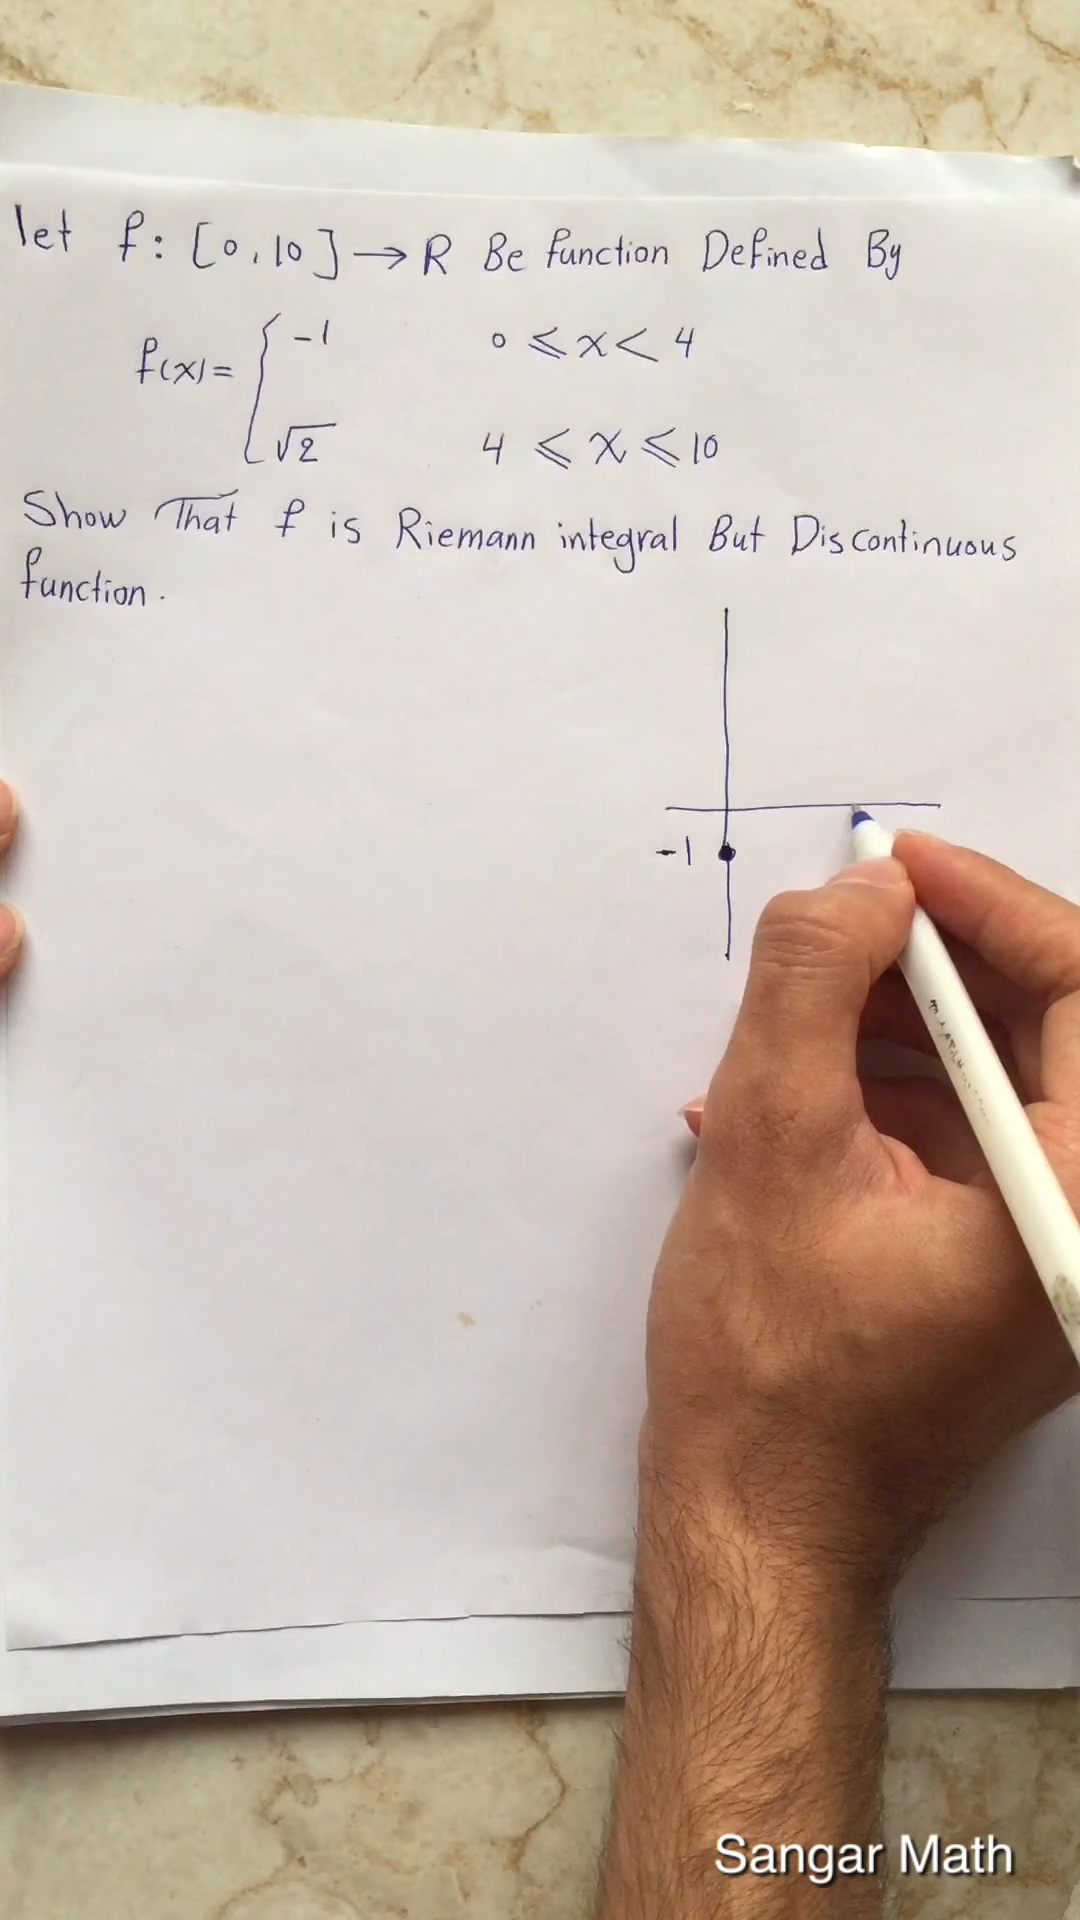 let f: [0,10] → R Be function Defined By
f(x) = { -1 0 ⩽ x < 4
√2 4 ⩽ x ⩽ 10
Show That f is Riemann integral But Discontinuous
function.
-1
Sangar Math